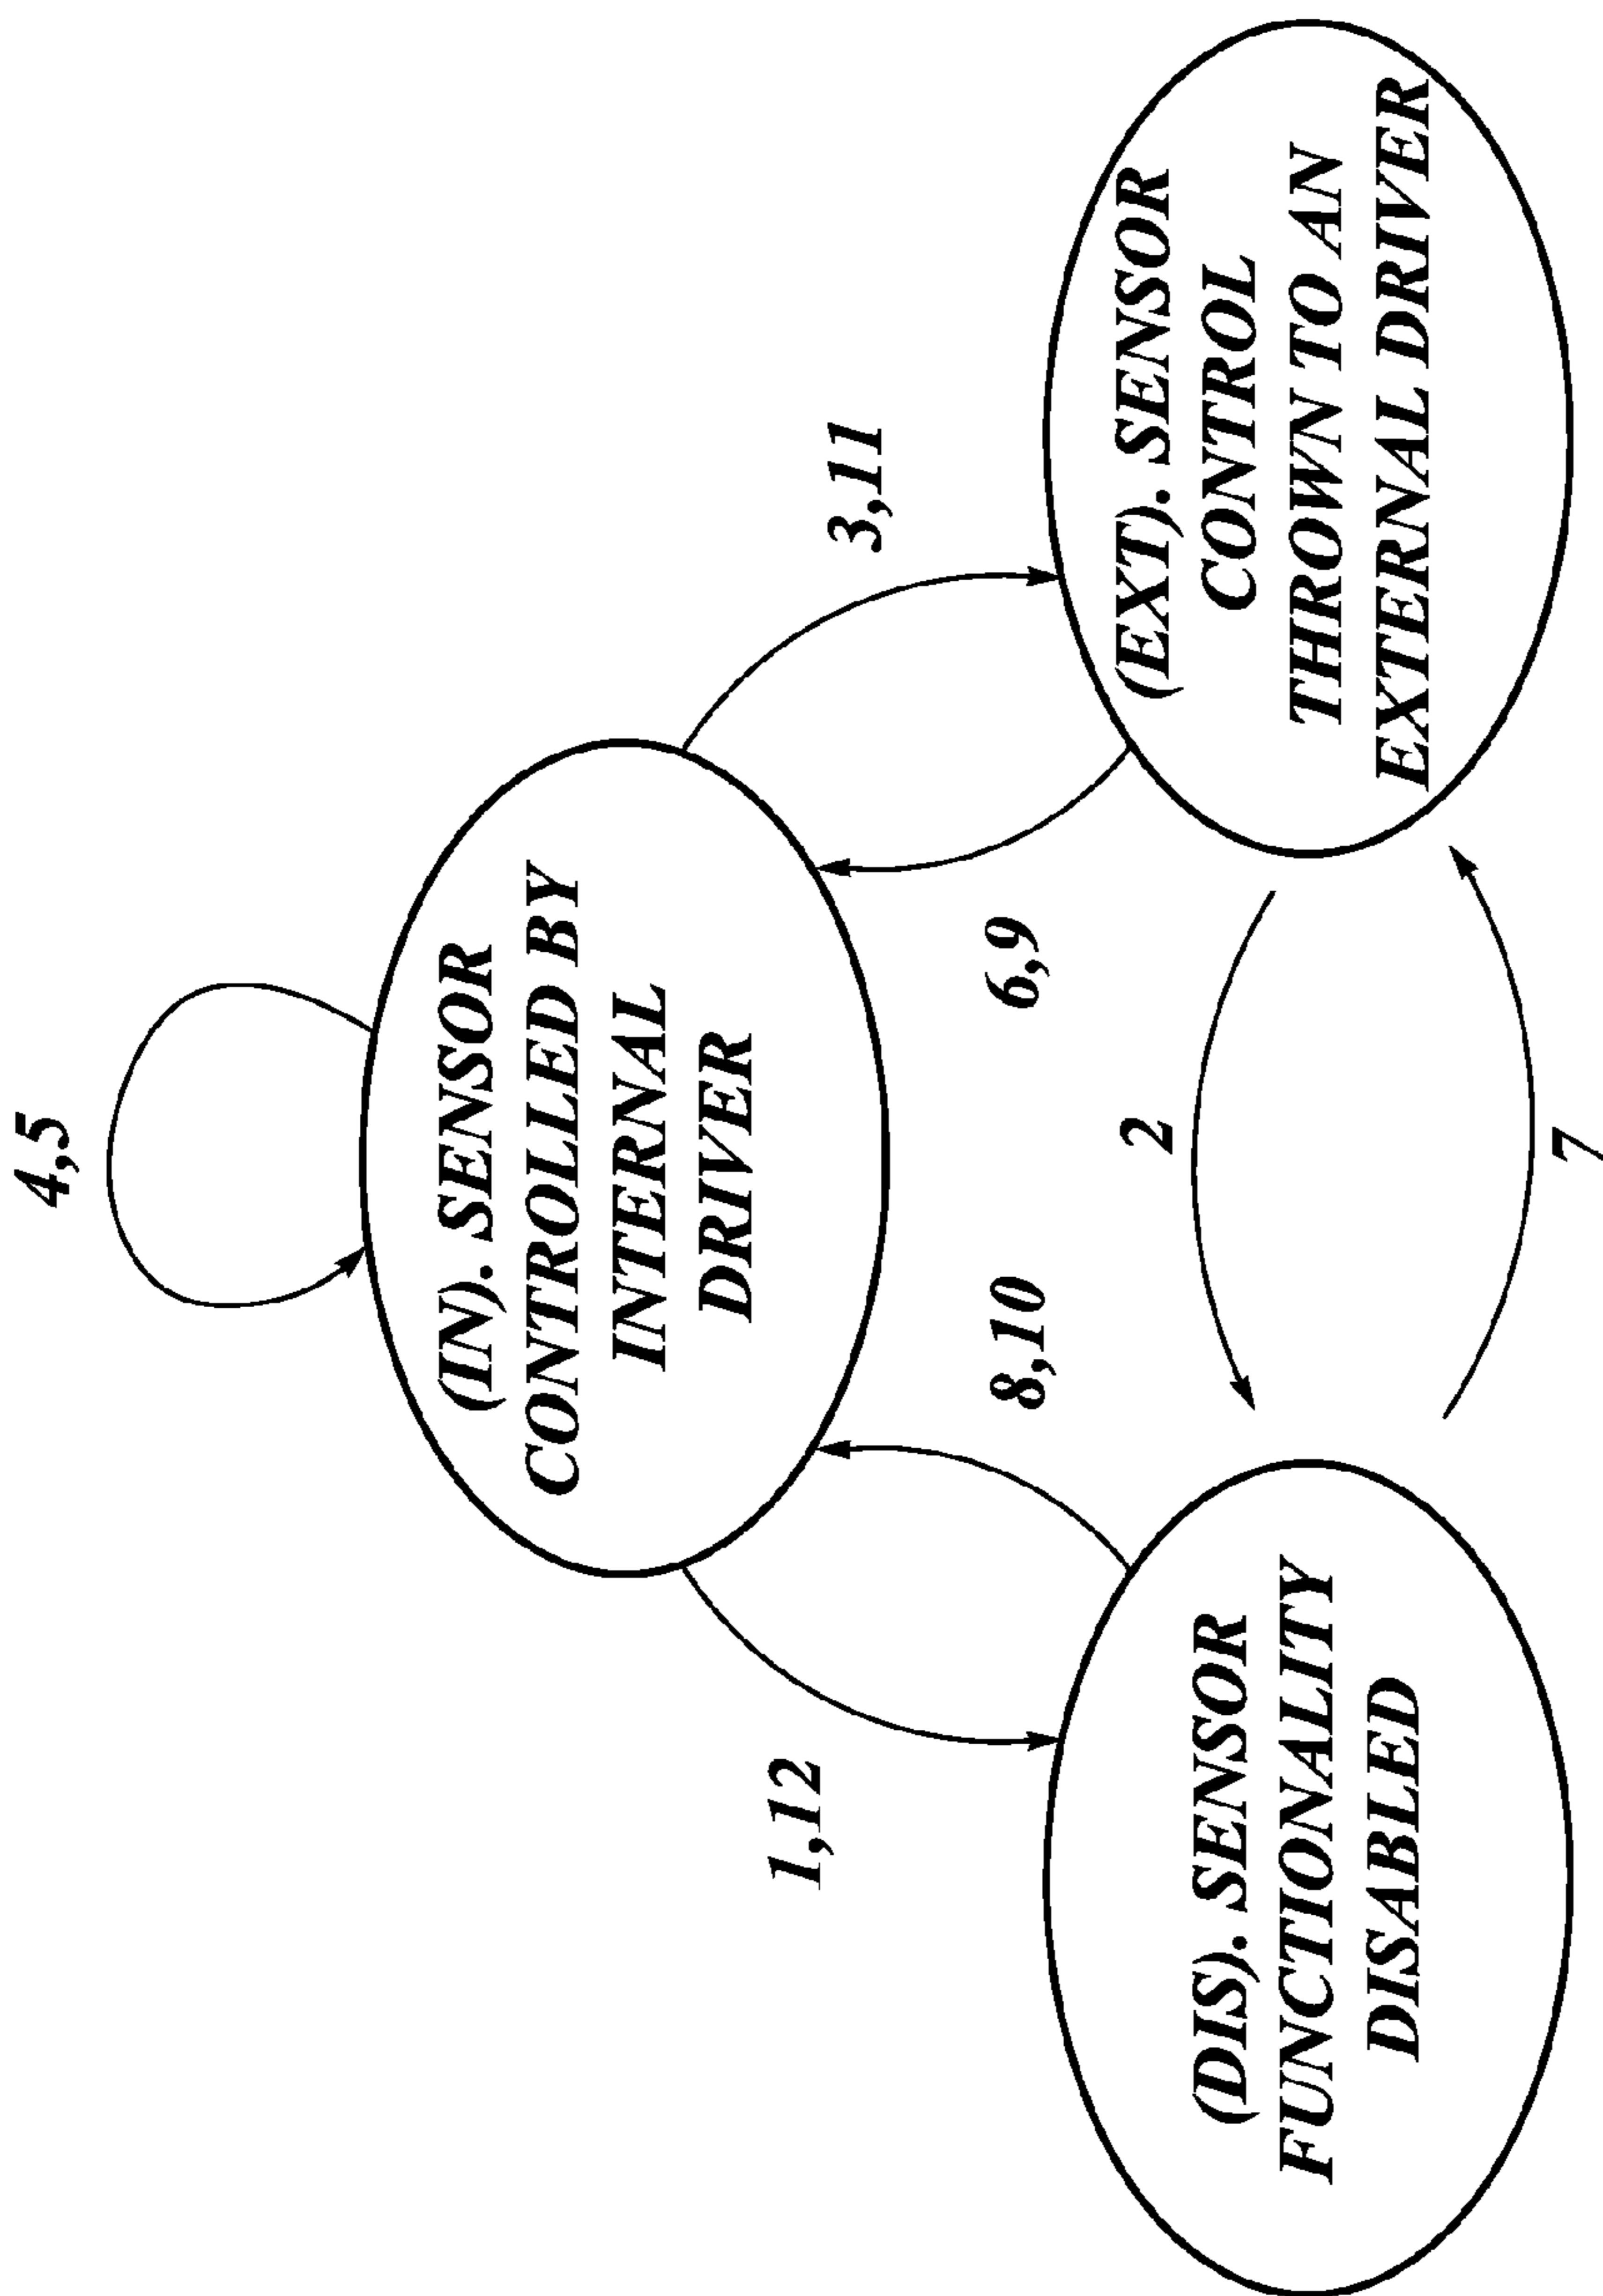 4,5
(IN). SENSOR
CONTROLLED BY
INTERNAL
DRIVER
1,12
3,11
8,10
6,9
2
7
(DIS). SENSOR
FUNCTIONALITY
DISABLED
(EXT). SENSOR
CONTROL
THROWN TO AN
EXTERNAL DRIVER